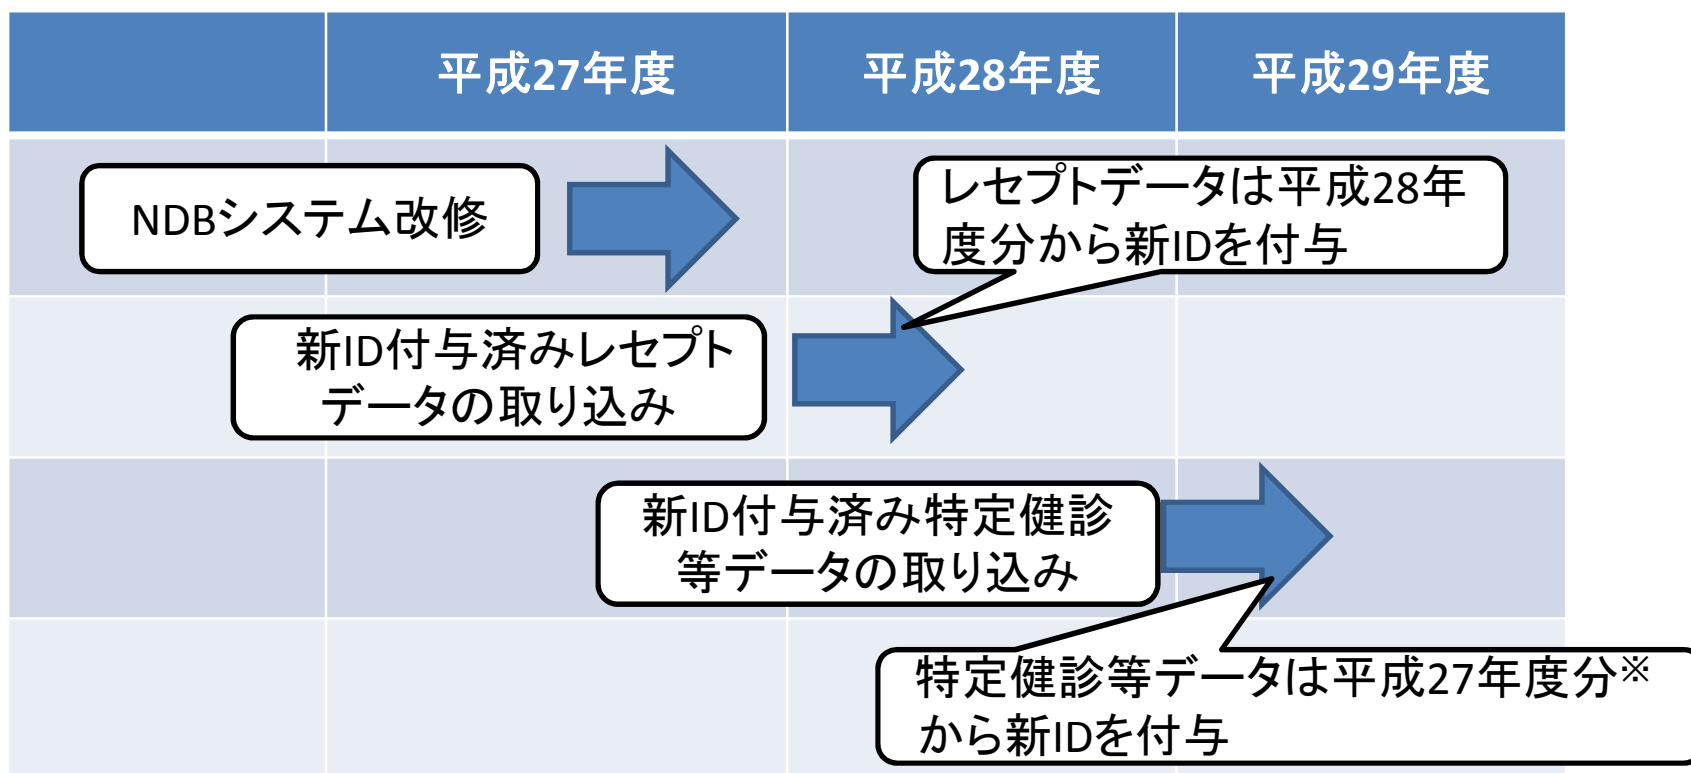 平成27年度
平成28年度
平成29年度
NDBシステム改修
レセプトデータは平成28年
度分から新IDを付与
新ID付与済みレセプト
データの取り込み
新ID付与済み特定健診
等データの取り込み
特定健診等データは平成27年度分※
から新IDを付与